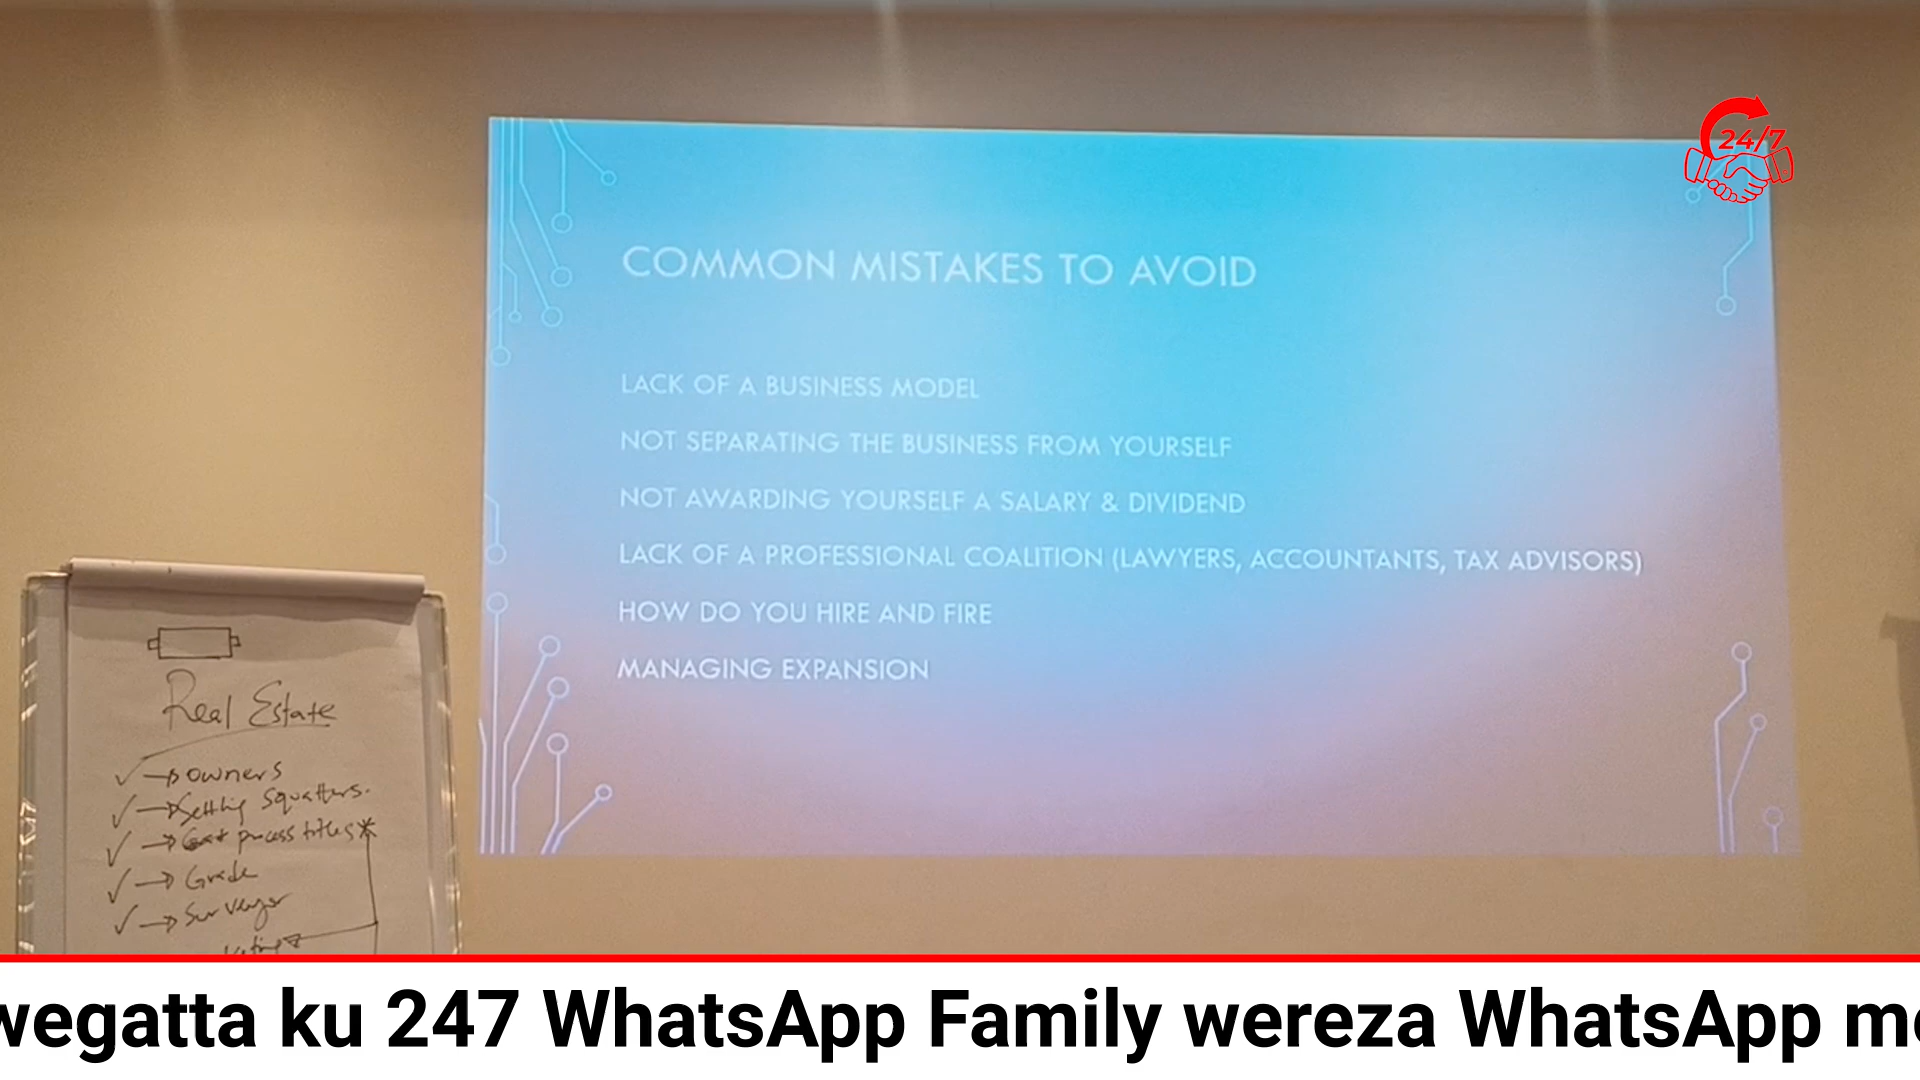 24/7
COMMON MISTAKES TO AVOID
LACK OF A BUSINESS MODEL
NOT SEPARATING THE BUSINESS FROM YOURSELF
NOT AWARDING YOURSELF A SALARY & DIVIDEND
LACK OF A PROFESSIONAL COALITION (LAWYERS, ACCOUNTANTS, TAX ADVISORS)
HOW DO YOU HIRE AND FIRE
MANAGING EXPANSION
Real Estate
owners
Settling Squatters.
process titles
Grade
Surveyor
wegatta ku 247 WhatsApp Family wereza WhatsApp